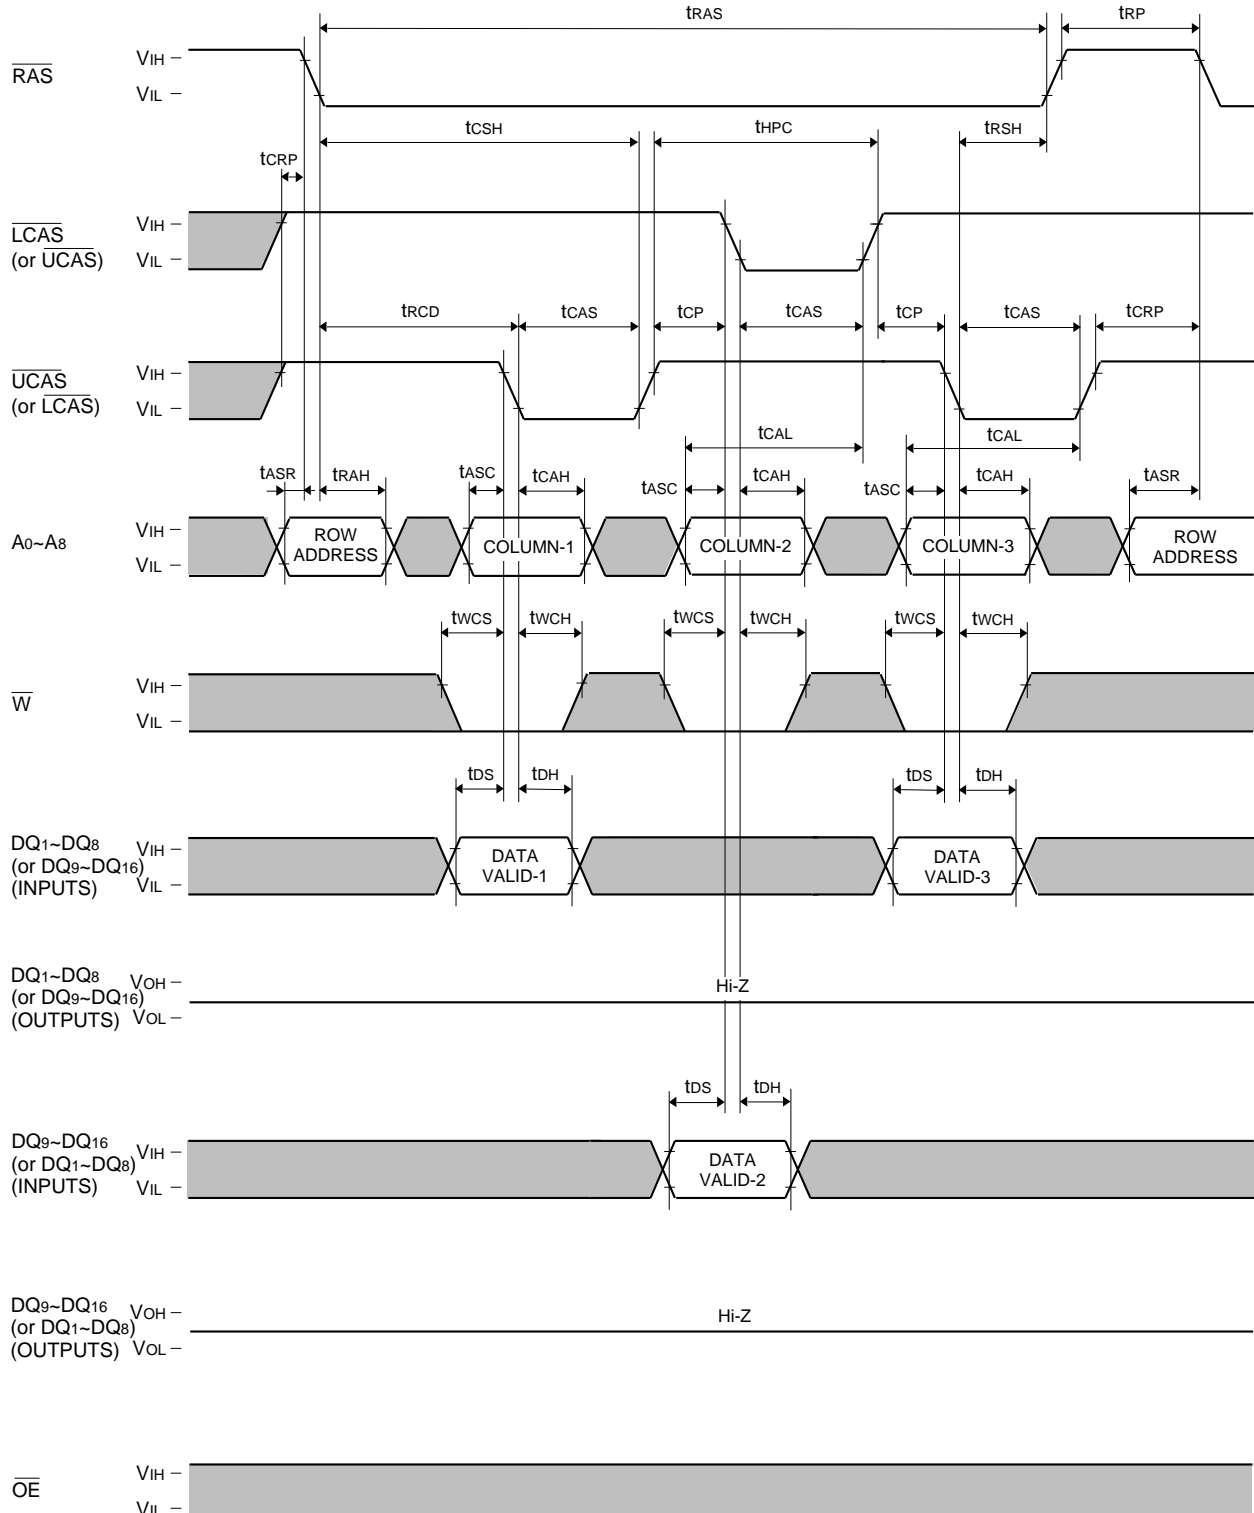 tRAS tRP
RAS VIH
VIL
tCSH tHPC tRSH
tCRP
LCAS
(or UCAS)
VIH
VIL
tRCD tCAS tCP tCAS tCP tCAS tCRP
UCAS
(or LCAS)
VIH
VIL
tCAL tCAL
tASR tRAH tASC tCAH tASC tCAH tASC tCAH tASR
A0~A8
VIH
VIL
ROW
ADDRESS
COLUMN-1
COLUMN-2
COLUMN-3
ROW
ADDRESS
tWCS tWCH tWCS tWCH tWCS tWCH
W
VIH
VIL
tDS tDH tDS tDH
DQ1~DQ8
(or DQ9~DQ16)
(INPUTS)
VIH
VIL
DATA
VALID-1
DATA
VALID-3
DQ1~DQ8
(or DQ9~DQ16)
(OUTPUTS)
VOH
VOL
Hi-Z
tDS tDH
DQ9~DQ16
(or DQ1~DQ8)
(INPUTS)
VIH
VIL
DATA
VALID-2
DQ9~DQ16
(or DQ1~DQ8)
(OUTPUTS)
VOH
VOL
Hi-Z
OE
VIH
VIL